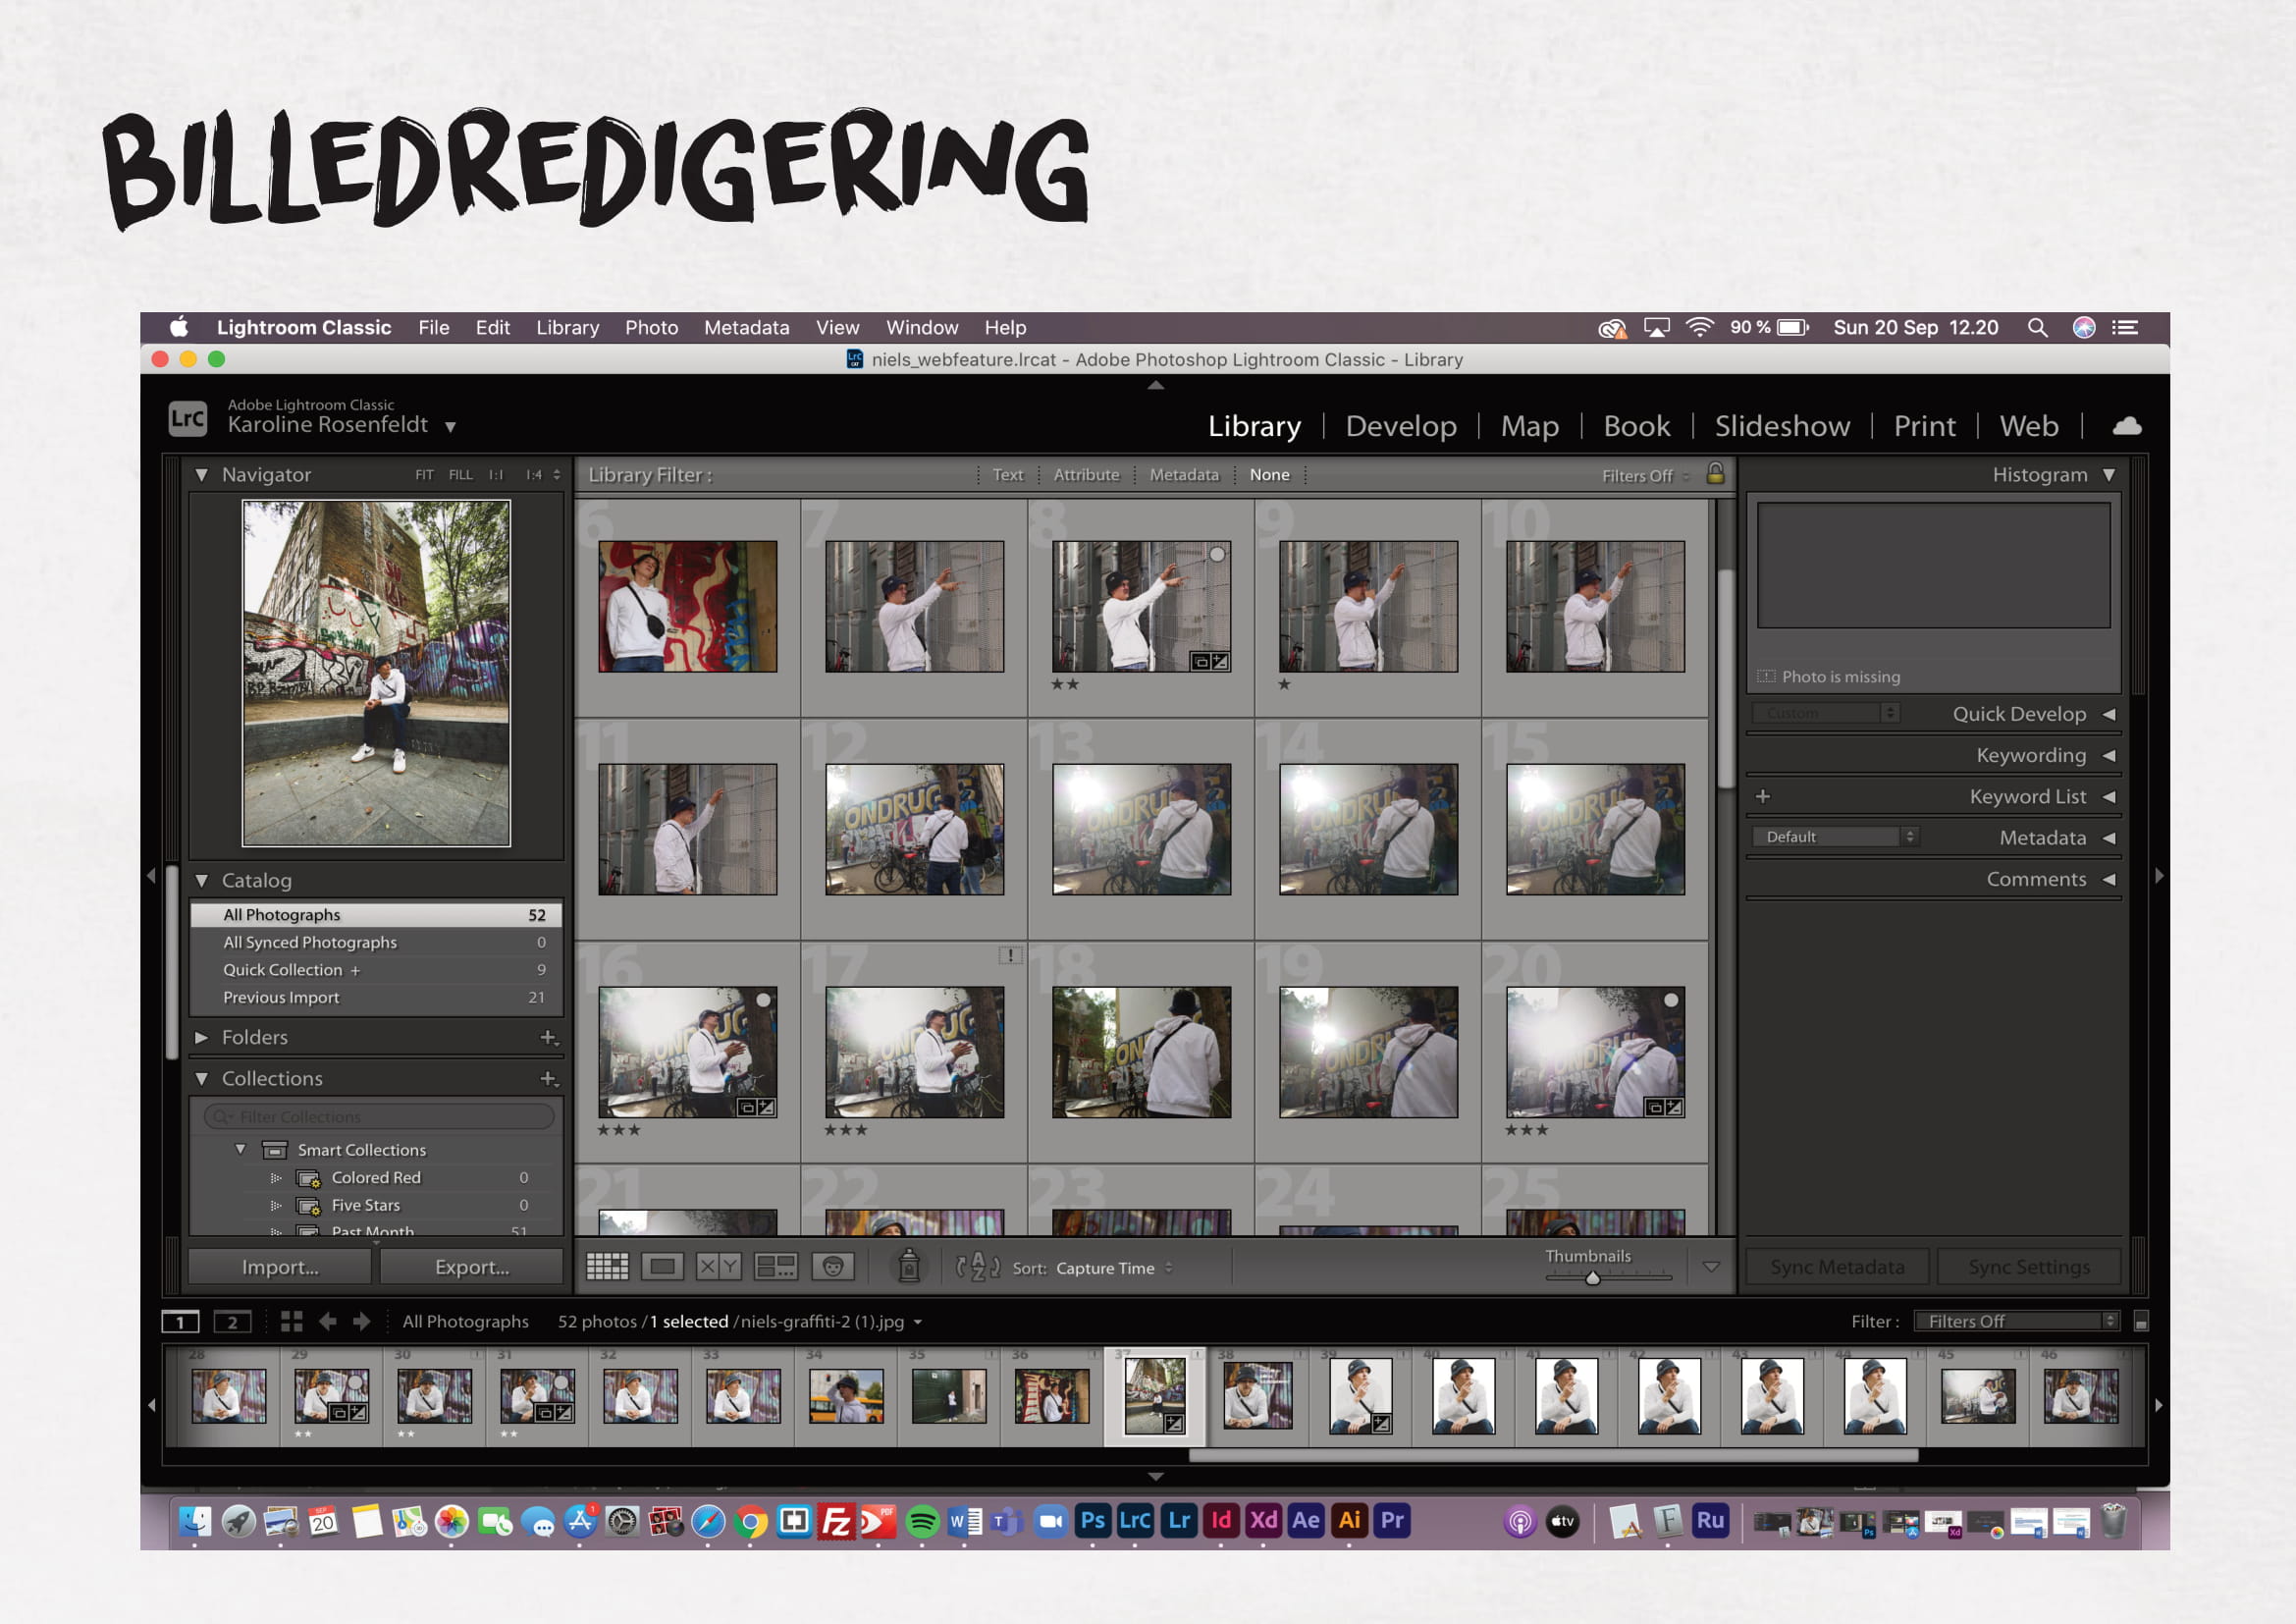 BILLEDREDIGERING
Lightroom Classic File Edit Library Photo Metadata View Window Help 90 % Sun 20 Sep 12.20
niels_webfeature.lrcat - Adobe Photoshop Lightroom Classic - Library
LrC
Adobe Lightroom Classic
Karoline Rosenfeldt
Library | Develop | Map | Book | Slideshow | Print | Web |
Navigator FIT FILL 1:1 1:4
Library Filter : Text Attribute Metadata None Filters Off
Histogram
6 7 8 9 10
Photo is missing
Custom Quick Develop
Keywording
Keyword List
Default Metadata
Comments
11 12 13 14 15
ONDRUG
Catalog
All Photographs 52
All Synced Photographs 0
Quick Collection + 9
Previous Import 21
Folders
Collections
Filter Collections
Smart Collections
Colored Red 0
Five Stars 0
Past Month 51
16 17 18 19 20
21 22 23 24 25
Import... Export...
XY
Sort: Capture Time
Thumbnails
Sync Metadata Sync Settings
1 2 All Photographs 52 photos / 1 selected / niels-graffiti-2 (1).jpg
Filter : Filters Off
28 29 30 31 32 33 34 35 36 37 38 39 40 41 42 43 44 45 46
SEP 20 1 Fz PDF W T Ps LrC Lr Id Xd Ae Ai Pr tv F Ru